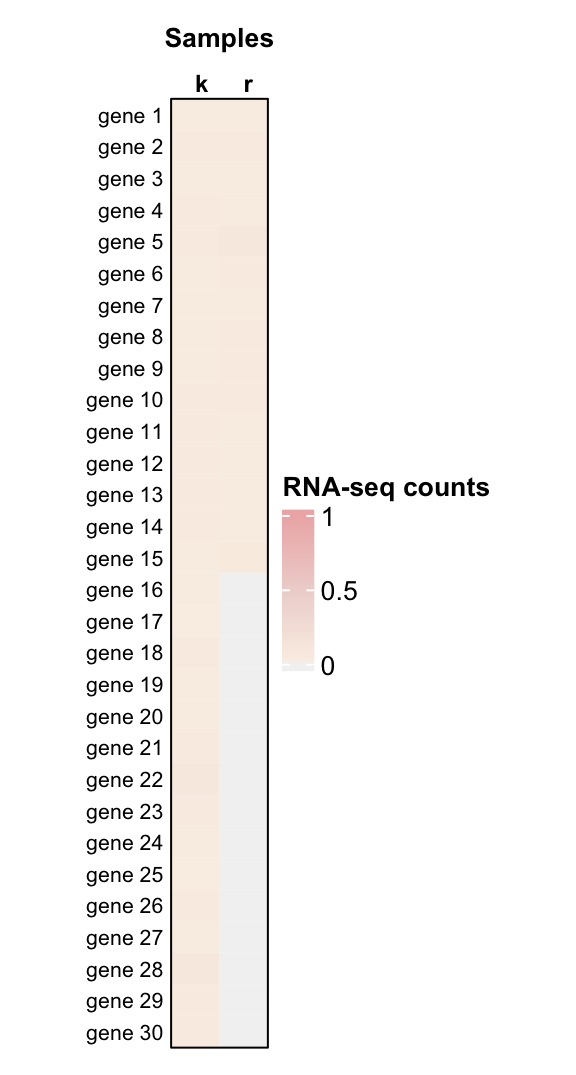 Samples
k r
gene 1
gene 2
gene 3
gene 4
gene 5
gene 6
gene 7
gene 8
gene 9
gene 10
gene 11
gene 12
gene 13
gene 14
gene 15
gene 16
gene 17
gene 18
gene 19
gene 20
gene 21
gene 22
gene 23
gene 24
gene 25
gene 26
gene 27
gene 28
gene 29
gene 30
RNA-seq counts
1
0.5
0